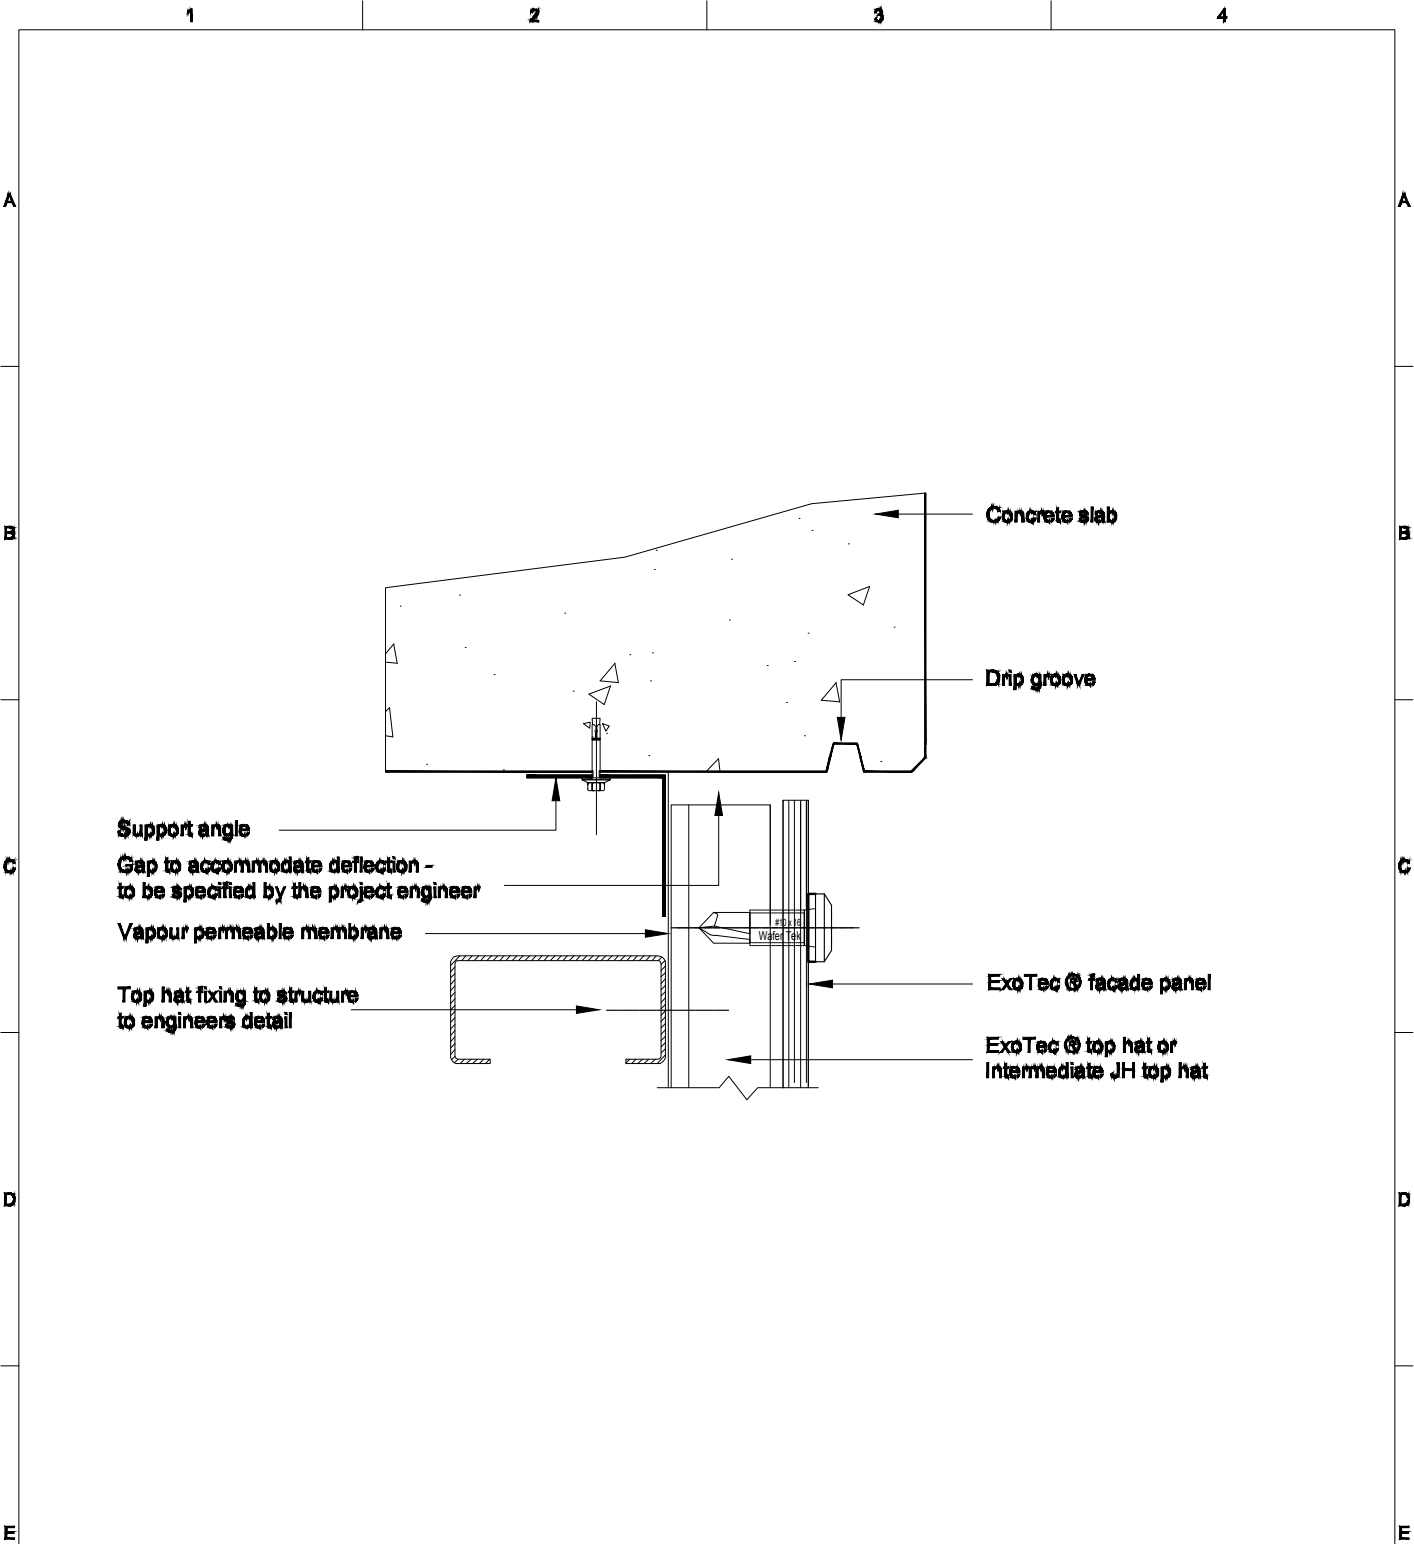 1 2 3 4
A A
B B
Concrete slab
Drip groove
Support angle
Gap to accommodate deflection -
to be specified by the project engineer
C C
Vapour permeable membrane
#10 x 16
Wafer Tek
ExoTec ® facade panel
Top hat fixing to structure
to engineers detail
ExoTec ® top hat or
Intermediate JH top hat
D D
E E